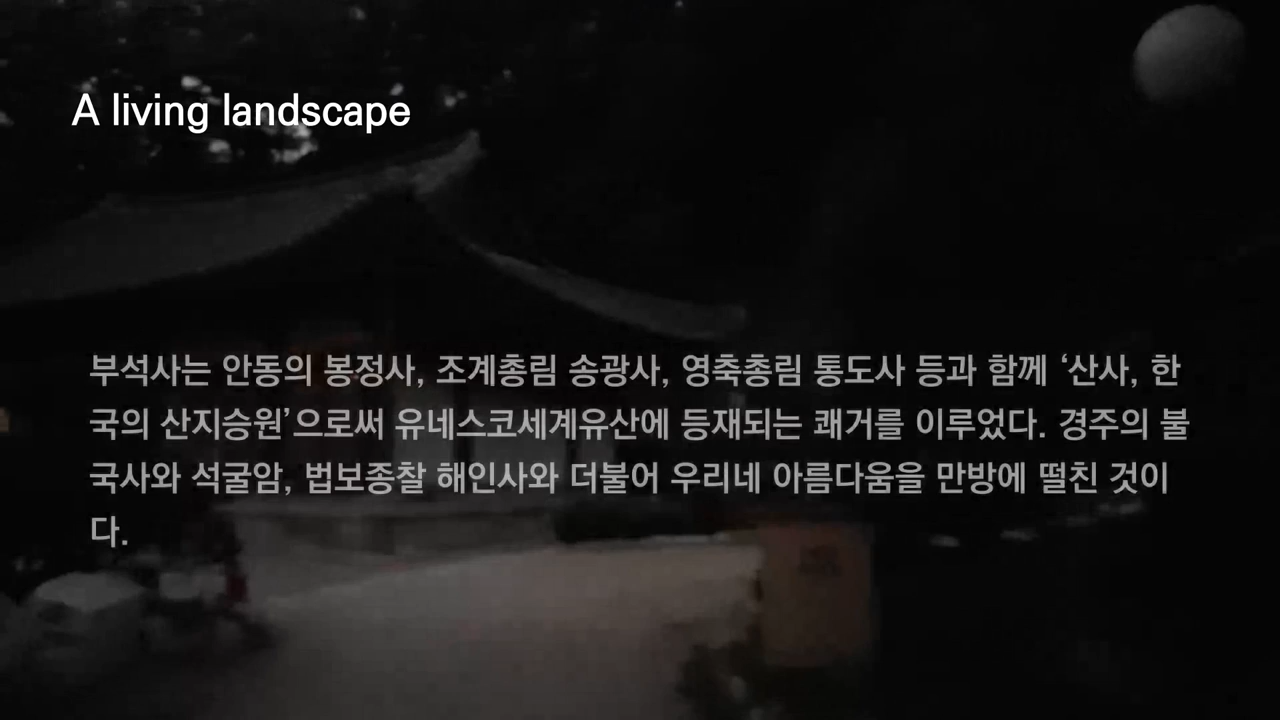 A living landscape
부석사는 안동의 봉정사, 조계총림 송광사, 영축총림 통도사 등과 함께 ‘산사, 한
국의 산지승원’으로써 유네스코세계유산에 등재되는 쾌거를 이루었다. 경주의 불
국사와 석굴암, 법보종찰 해인사와 더불어 우리네 아름다움을 만방에 떨친 것이
다.